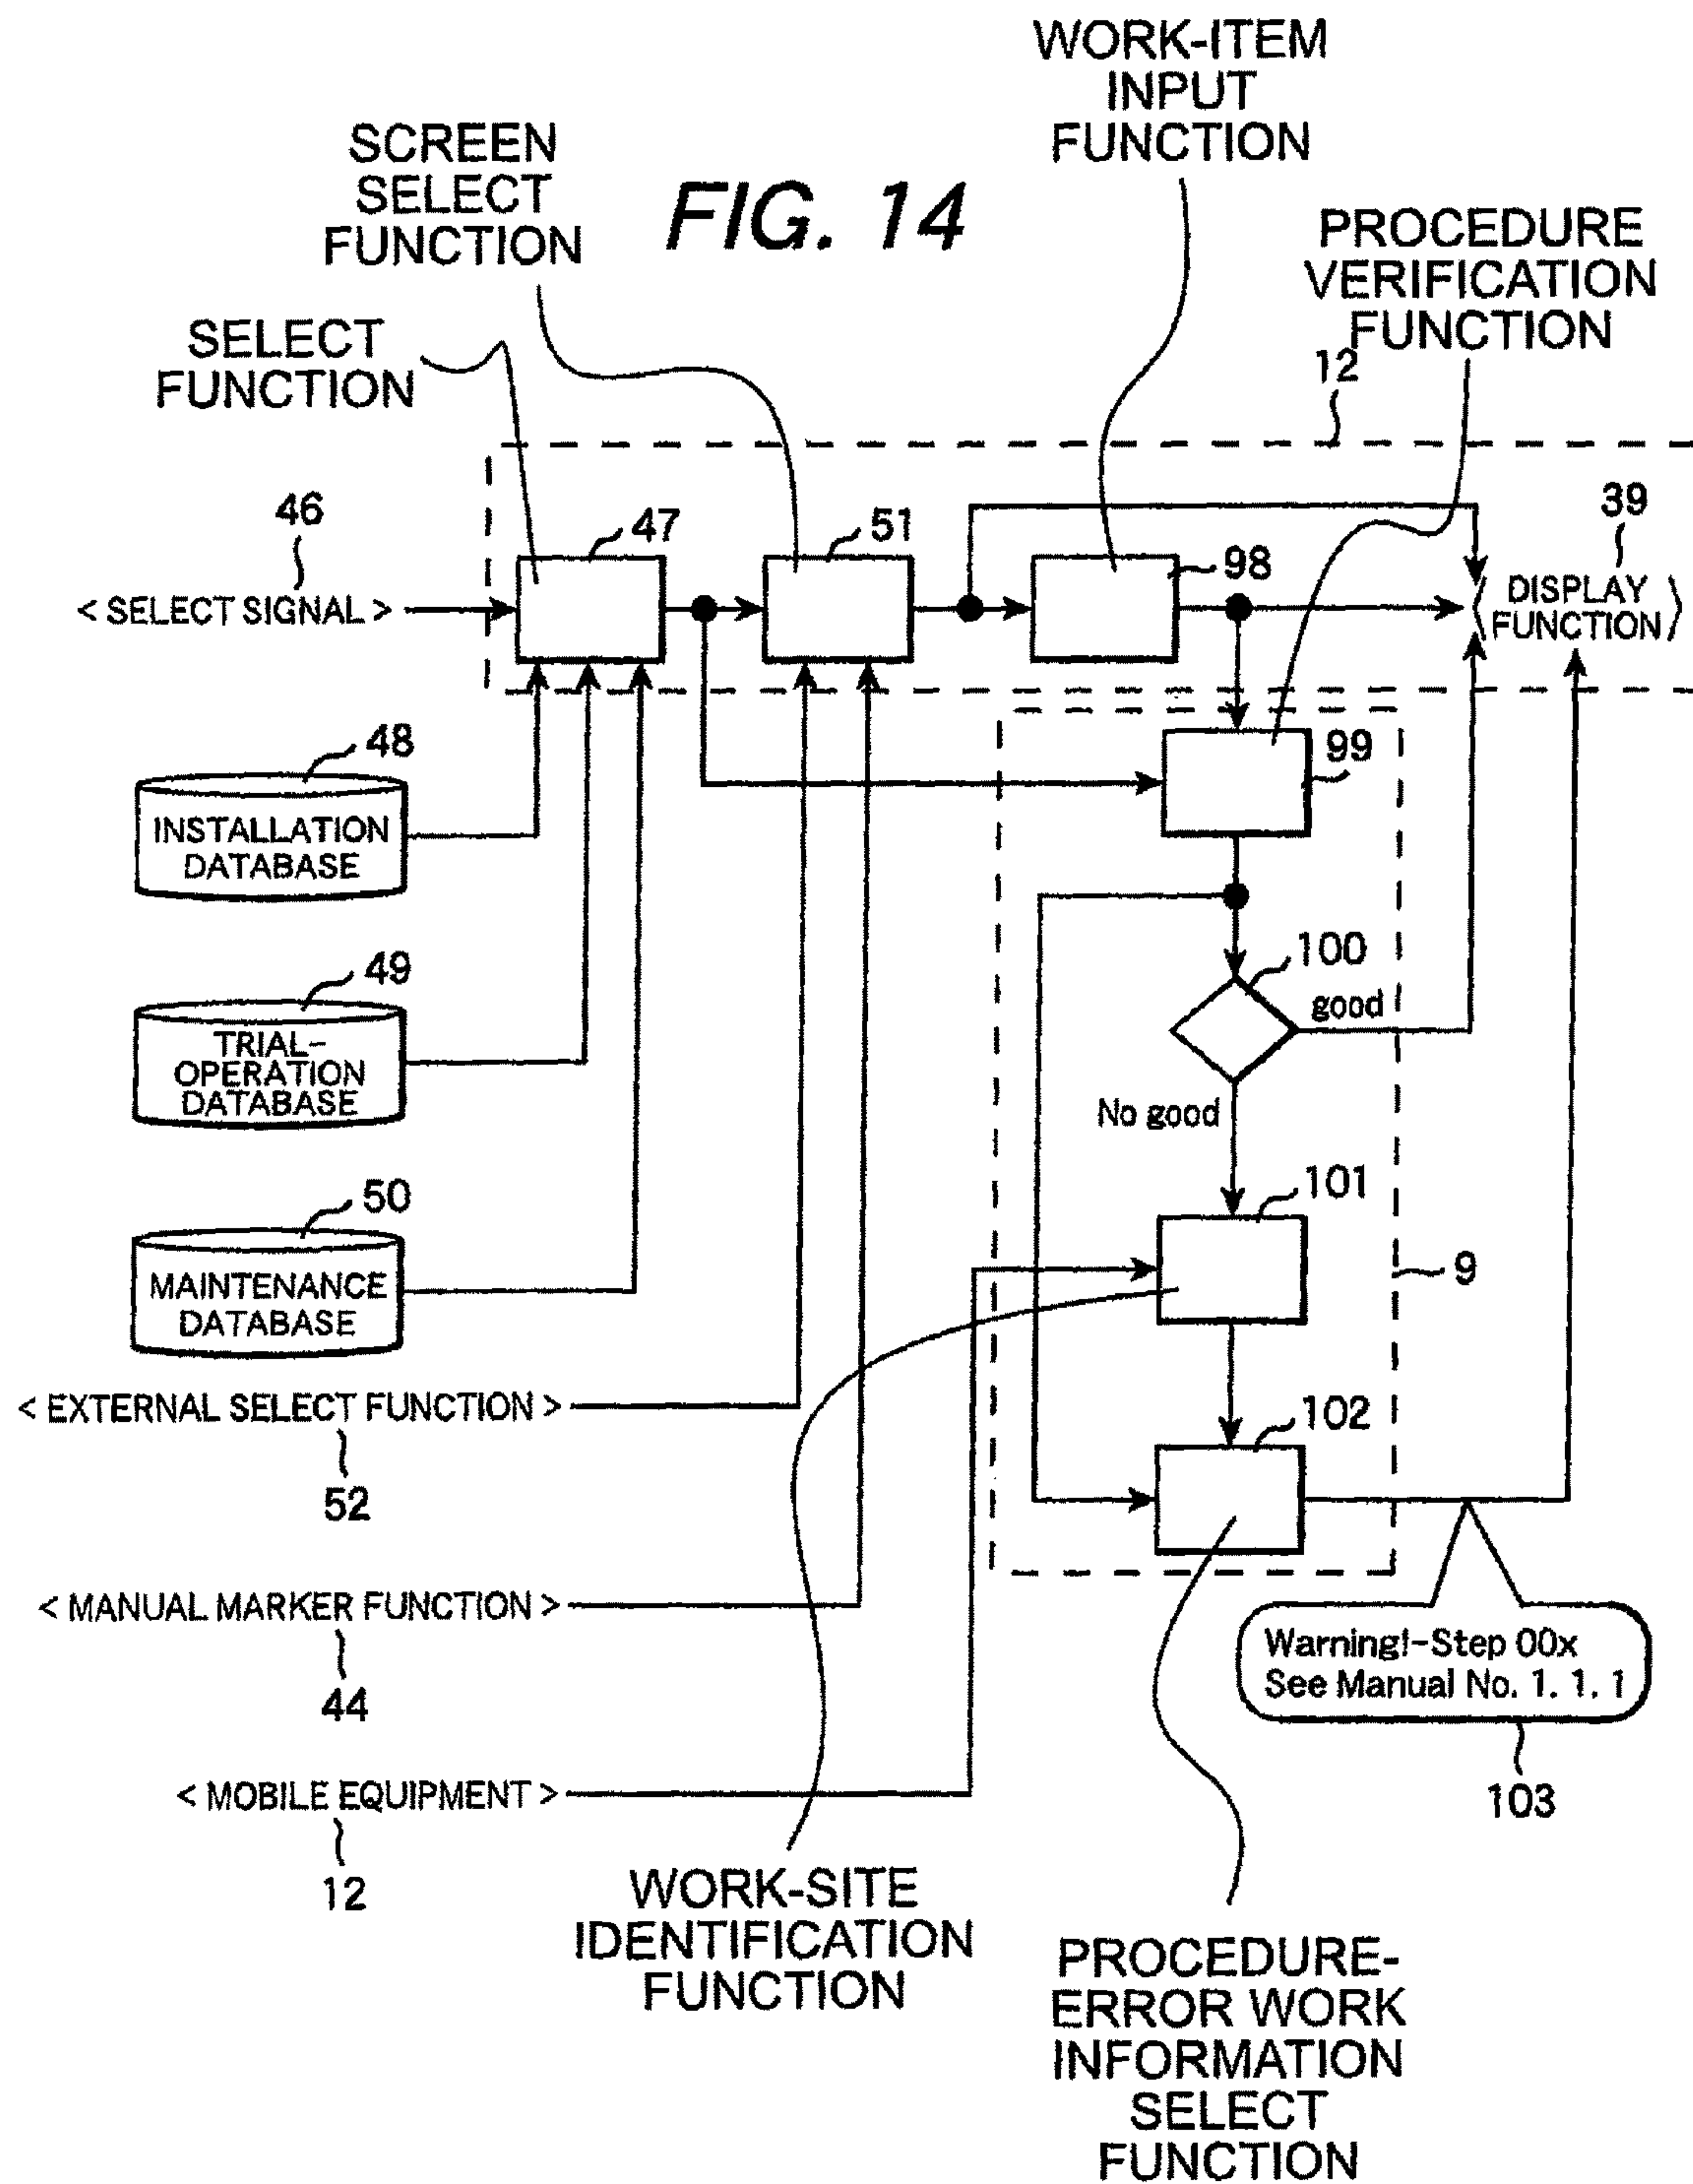 WORK-ITEM
INPUT
FUNCTION
SCREEN
SELECT
FUNCTION
FIG. 14
PROCEDURE
VERIFICATION
FUNCTION
SELECT
FUNCTION
12
46
47
51
98
39
< SELECT SIGNAL >
< DISPLAY
FUNCTION >
48
99
INSTALLATION
DATABASE
49
100
good
TRIAL-
OPERATION
DATABASE
No good
50
101
9
MAINTENANCE
DATABASE
< EXTERNAL SELECT FUNCTION >
52
102
< MANUAL MARKER FUNCTION >
44
Warning!-Step 00x
See Manual No. 1. 1. 1
103
< MOBILE EQUIPMENT >
12
WORK-SITE
IDENTIFICATION
FUNCTION
PROCEDURE-
ERROR WORK
INFORMATION
SELECT
FUNCTION